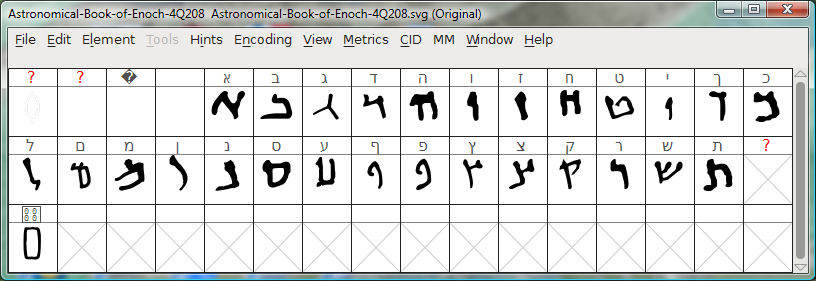 Astronomical-Book-of-Enoch-4Q208 Astronomical-Book-of-Enoch-4Q208.svg (Original)
File Edit Element Tools Hints Encoding View Metrics CID MM Window Help
? ? � א ב ג ד ה ו ז ח ט י ך כ
א ב ג ד ה ו ז ח ט י ך כ
ל ם מ ן נ ס ע ף פ ץ צ ק ר ש ת ?
ל ם מ ן נ ס ע ף פ ץ צ ק ר ש ת